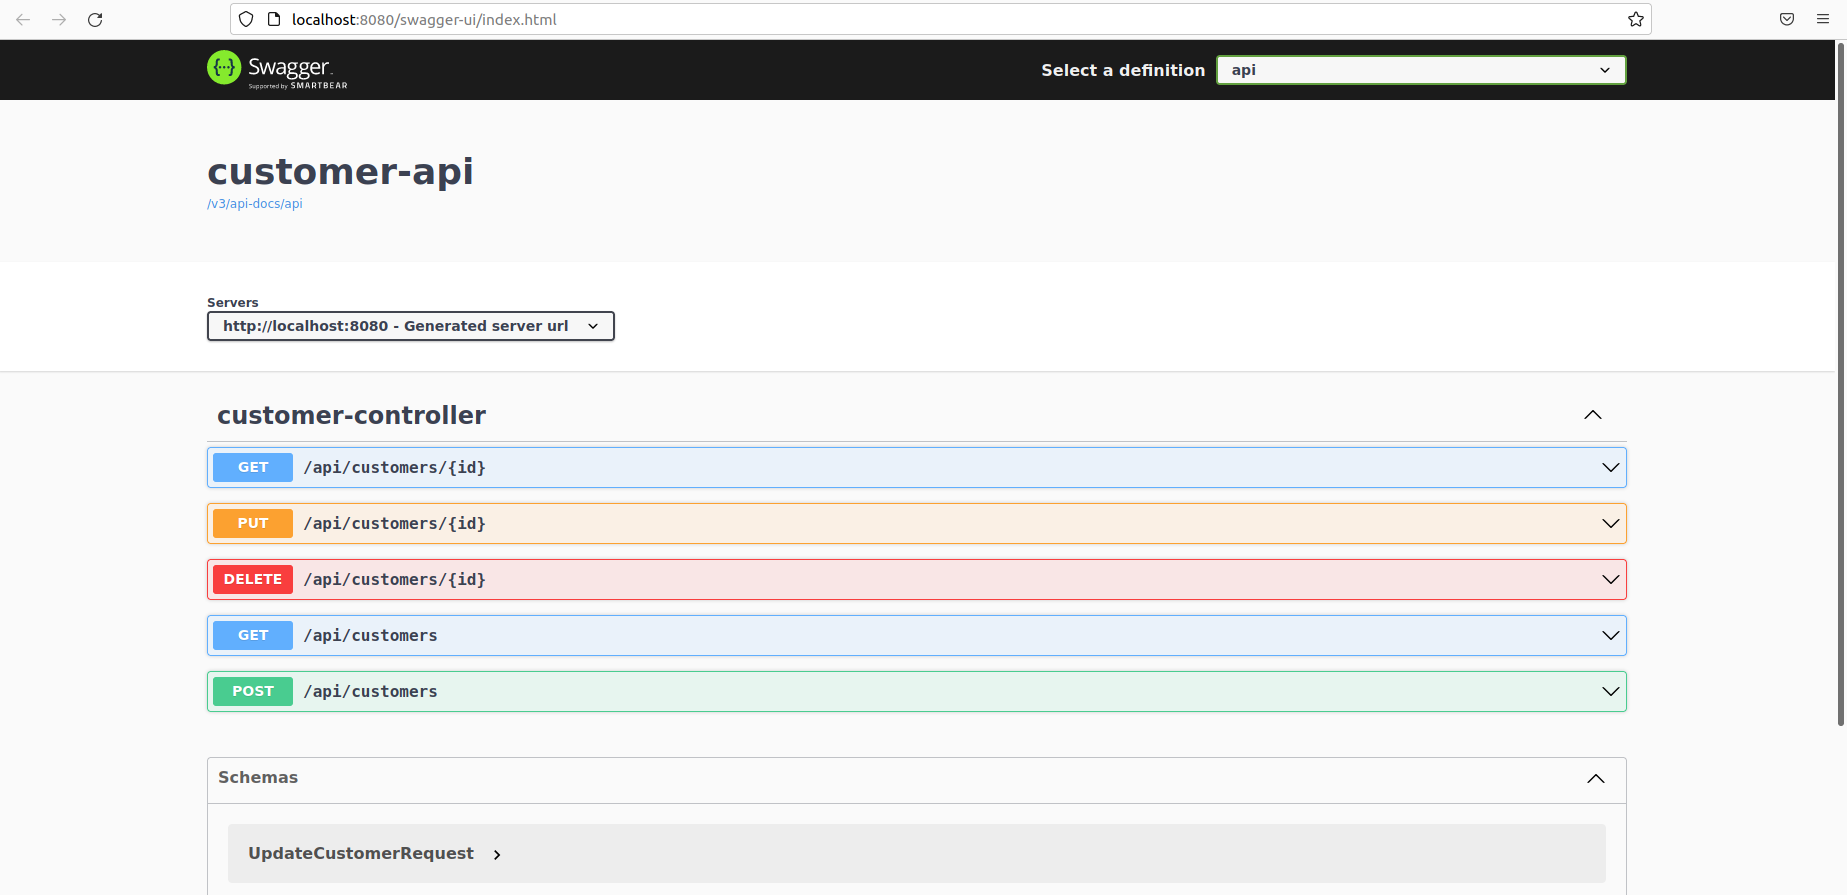 localhost:8080/swagger-ui/index.html
{···} Swagger
Supported by SMARTBEAR
Select a definition
api
customer-api
/v3/api-docs/api
Servers
http://localhost:8080 - Generated server url
customer-controller
GET /api/customers/{id}
PUT /api/customers/{id}
DELETE /api/customers/{id}
GET /api/customers
POST /api/customers
Schemas
UpdateCustomerRequest